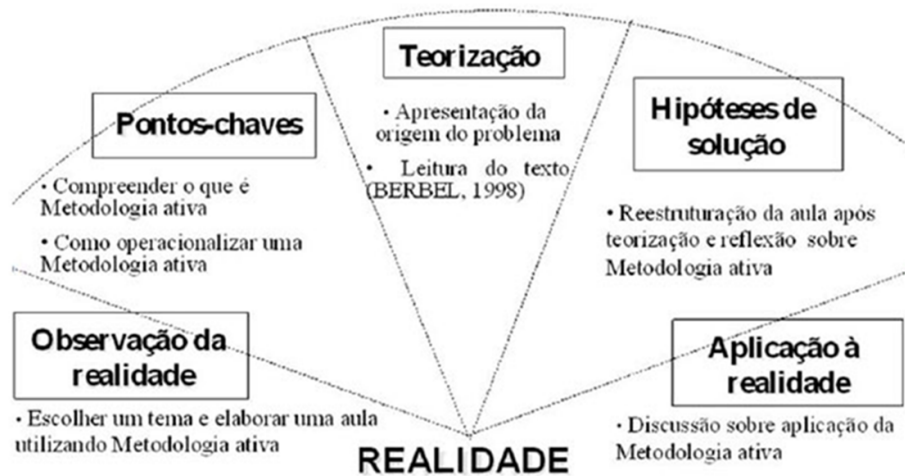 Observação da
realidade
• Escolher um tema e elaborar uma aula
utilizando Metodologia ativa
Pontos-chaves
• Compreender o que é
Metodologia ativa
• Como operacionalizar uma
Metodologia ativa
Teorização
• Apresentação da
origem do problema
• Leitura do texto
(BERBEL, 1998)
Hipóteses de
solução
• Reestruturação da aula após
teorização e reflexão sobre
Metodologia ativa
Aplicação à
realidade
• Discussão sobre aplicação da
Metodologia ativa
REALIDADE